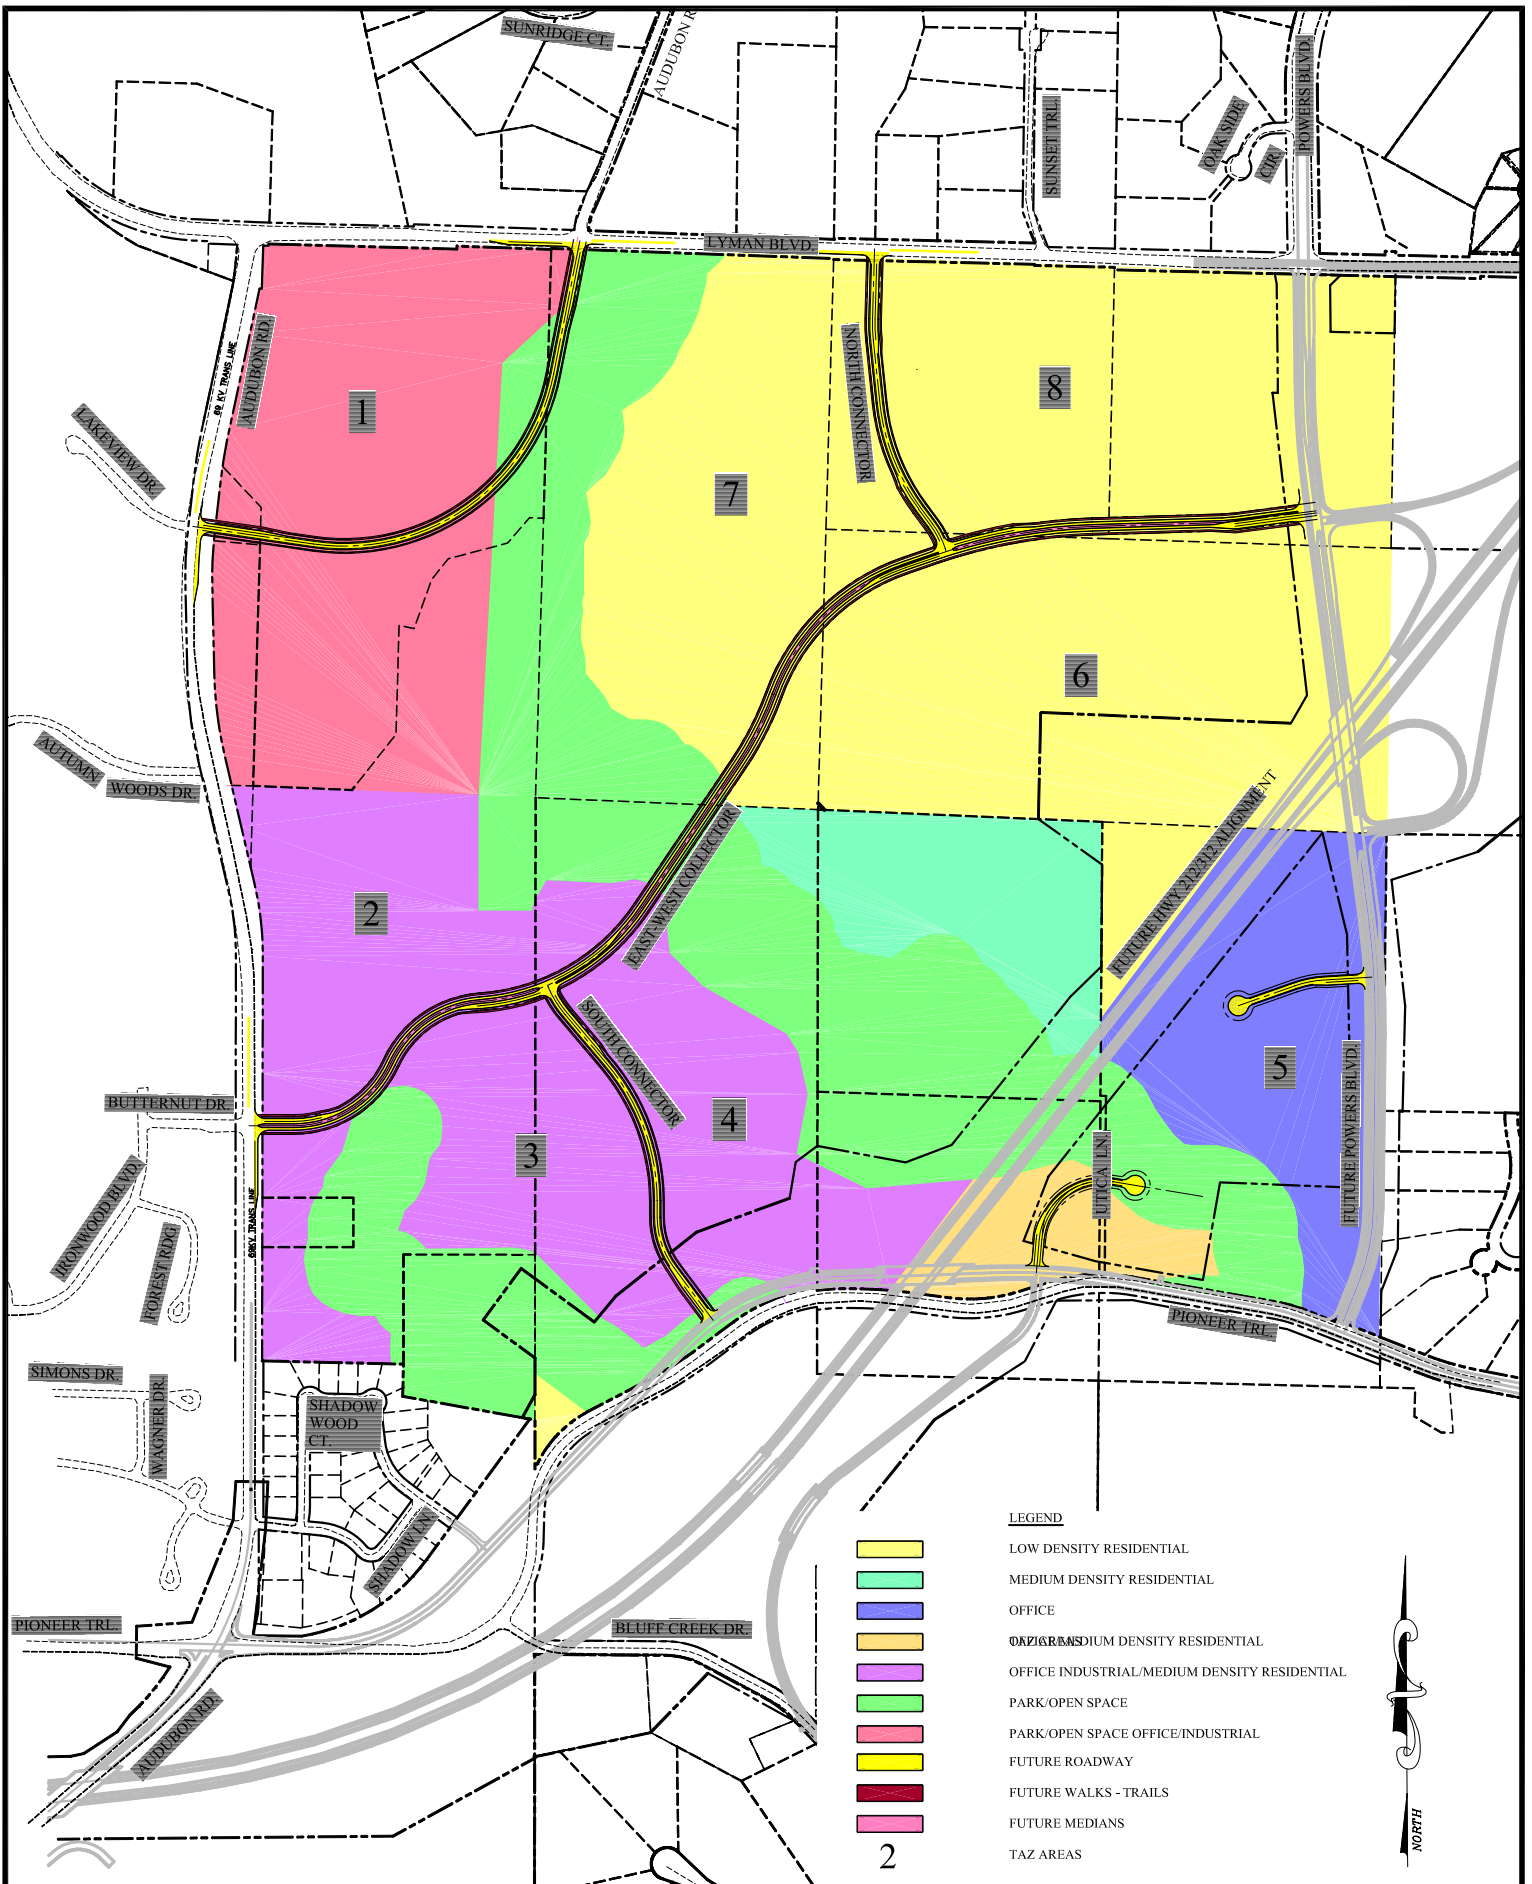 SUNRIDGE CT.
AUDUBON R
SUNSET TRL.
OAK SIDE
CIR.
POWERS BLVD.
LYMAN BLVD.
69 KV TRANS LINE
AUDUBON RD.
LAKEVIEW DR.
NORTH CONNECTOR
1
8
7
6
AUTUMN
WOODS DR.
FUTURE HWY 212/312 ALIGNMENT
EAST-WEST COLLECTOR
2
SOUTH CONNECTOR
5
FUTURE POWERS BLVD.
BUTTERNUT DR.
4
3
UTICA LN.
IRONWOOD BLVD.
FOREST RDG
69KV TRANS LINE
PIONEER TRL.
SIMONS DR.
WAGNER DR.
SHADOW
WOOD
CT.
SHADOW LN.
PIONEER TRL.
BLUFF CREEK DR.
AUDUBON RD.
LEGEND
LOW DENSITY RESIDENTIAL
MEDIUM DENSITY RESIDENTIAL
OFFICE
MEDIUM DENSITY RESIDENTIAL
OFFICE INDUSTRIAL/MEDIUM DENSITY RESIDENTIAL
PARK/OPEN SPACE
PARK/OPEN SPACE OFFICE/INDUSTRIAL
FUTURE ROADWAY
FUTURE WALKS - TRAILS
FUTURE MEDIANS
2 TAZ AREAS
NORTH